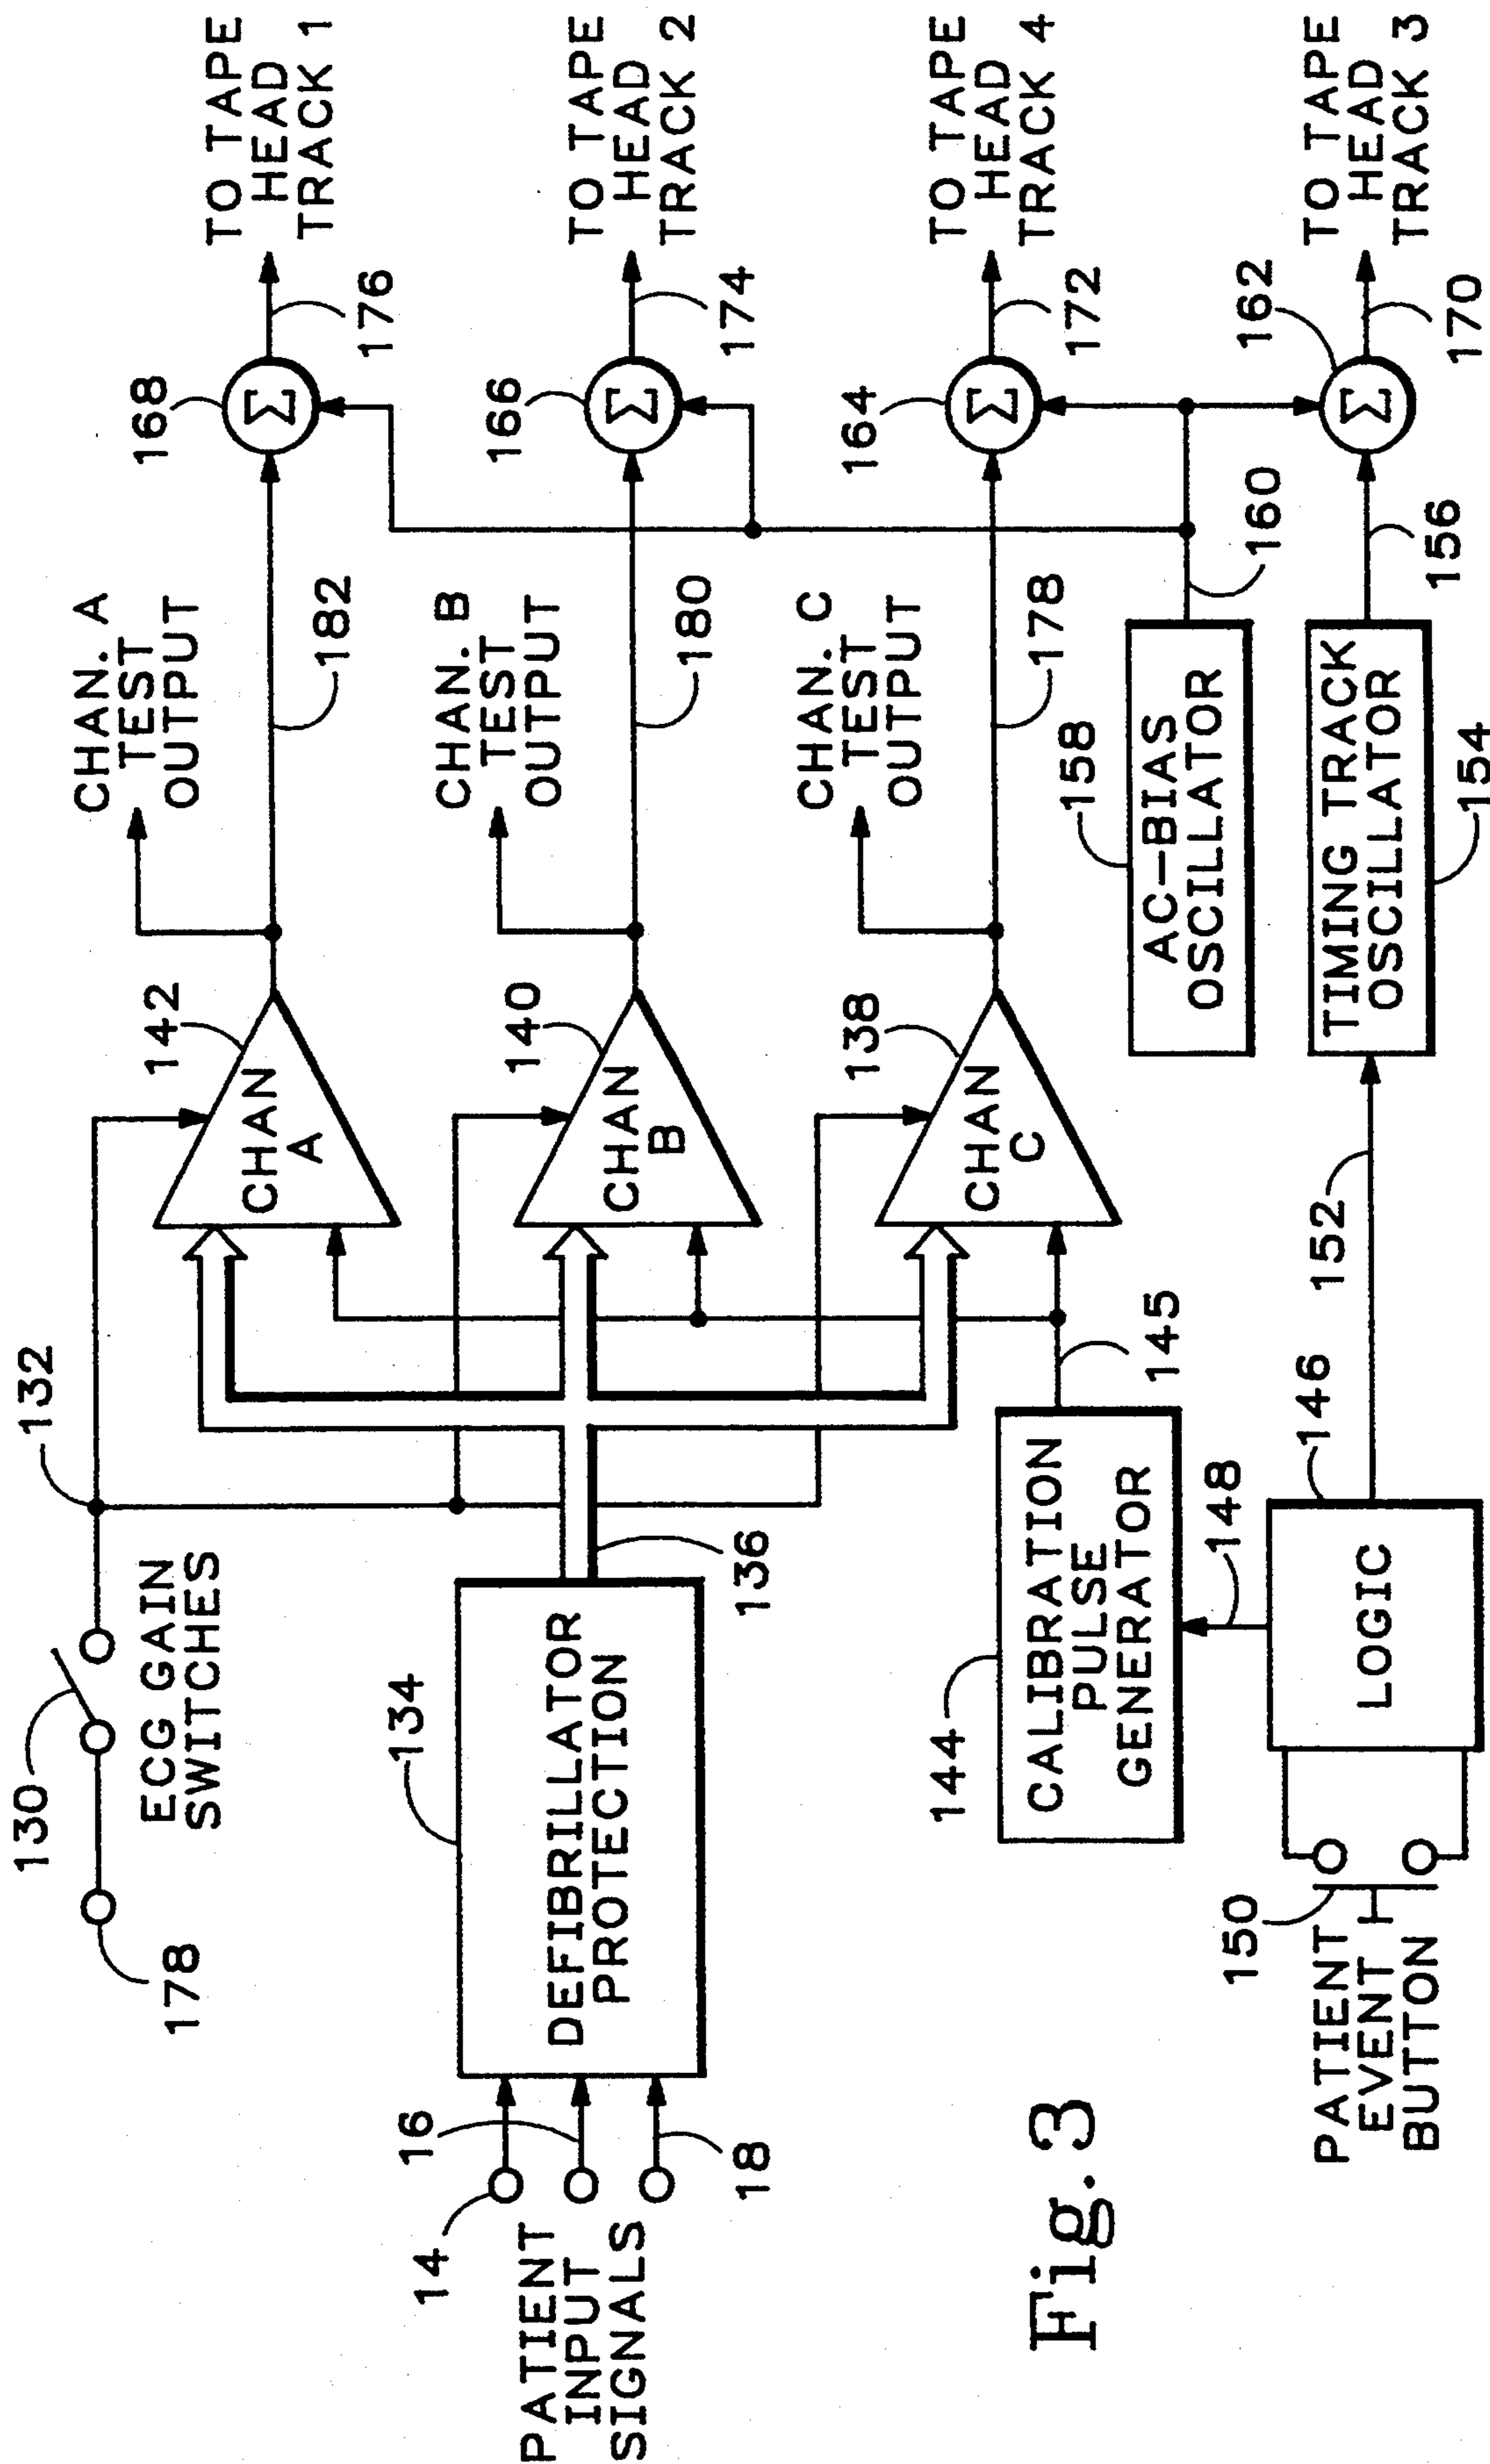 130
178
132
ECG GAIN
SWITCHES
142
CHAN
A
CHAN. A
TEST
OUTPUT
182
168
Σ
176
TO TAPE
HEAD
TRACK 1
14
16
18
PATIENT
INPUT
SIGNALS
134
DEFIBRILLATOR
PROTECTION
136
140
CHAN
B
CHAN. B
TEST
OUTPUT
180
166
Σ
174
TO TAPE
HEAD
TRACK 2
138
CHAN
C
CHAN. C
TEST
OUTPUT
178
164
Σ
172
TO TAPE
HEAD
TRACK 4
144
CALIBRATION
PULSE
GENERATOR
145
148
158
AC-BIAS
OSCILLATOR
160
150
PATIENT
EVENT
BUTTON
146
LOGIC
152
TIMING TRACK
OSCILLATOR
154
156
162
Σ
170
TO TAPE
HEAD
TRACK 3
Fig. 3